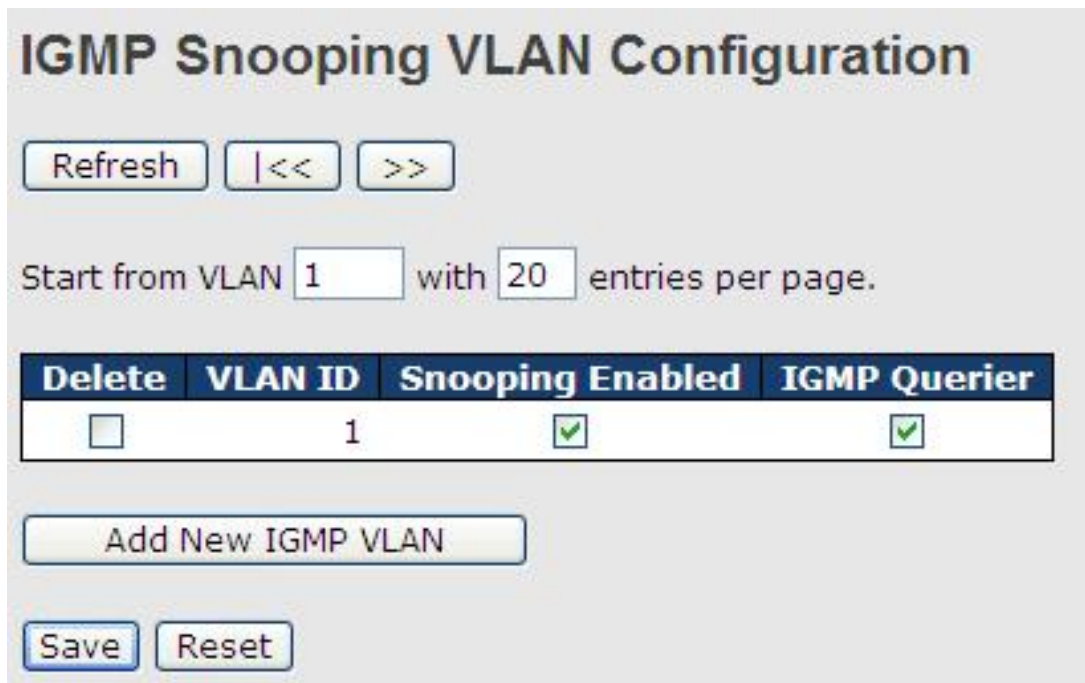 IGMP Snooping VLAN Configuration
Refresh |<< >>
Start from VLAN 1 with 20 entries per page.
Delete VLAN ID Snooping Enabled IGMP Querier
1
Add New IGMP VLAN
Save Reset